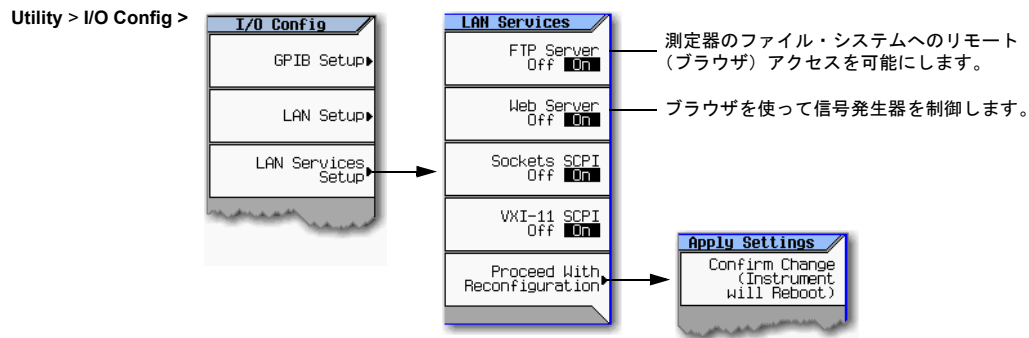 Utility > I/O Config >
I/O Config
GPIB Setup
LAN Setup
LAN Services
Setup
LAN Services
FTP Server
Off On
Web Server
Off On
Sockets SCPI
Off On
VXI-11 SCPI
Off On
Proceed With
Reconfiguration
測定器のファイル・システムへのリモート
（ブラウザ）アクセスを可能にします。
ブラウザを使って信号発生器を制御します。
Apply Settings
Confirm Change
(Instrument
will Reboot)